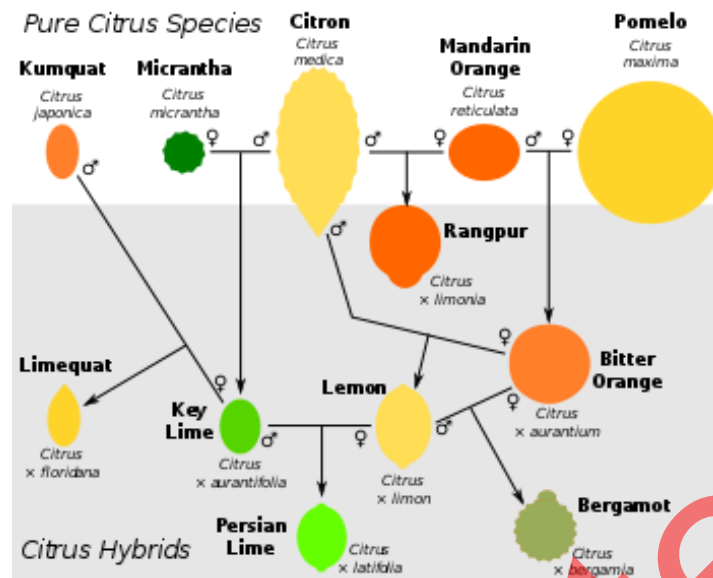 Pure Citrus Species
Citron
Citrus
medica
Pomelo
Citrus
maxima
Mandarin
Orange
Citrus
reticulata
Kumquat
Citrus
japonica
Micrantha
Citrus
micrantha
♀ ♂ ♂ ♀ ♂ ♀
♂
♂
Rangpur
Citrus
× limonia
♀
Bitter
Orange
Citrus
× aurantium
Limequat
Citrus
× floridana
♀
Key
Lime
♂
Citrus
× aurantifolia
Lemon
♀ ♂
♀
Citrus
× limon
Persian
Lime
Citrus
× latifolia
Bergamot
Citrus
× bergamia
Citrus Hybrids